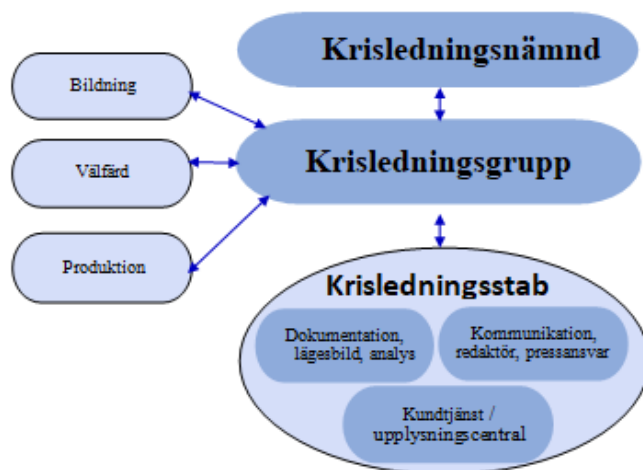 Krisledningsnämnd
Bildning
Krisledningsgrupp
Välfärd
Produktion
Krisledningsstab
Dokumentation,
lägesbild, analys
Kommunikation,
redaktör, pressansvar
Kundtjänst /
upplysningscentral